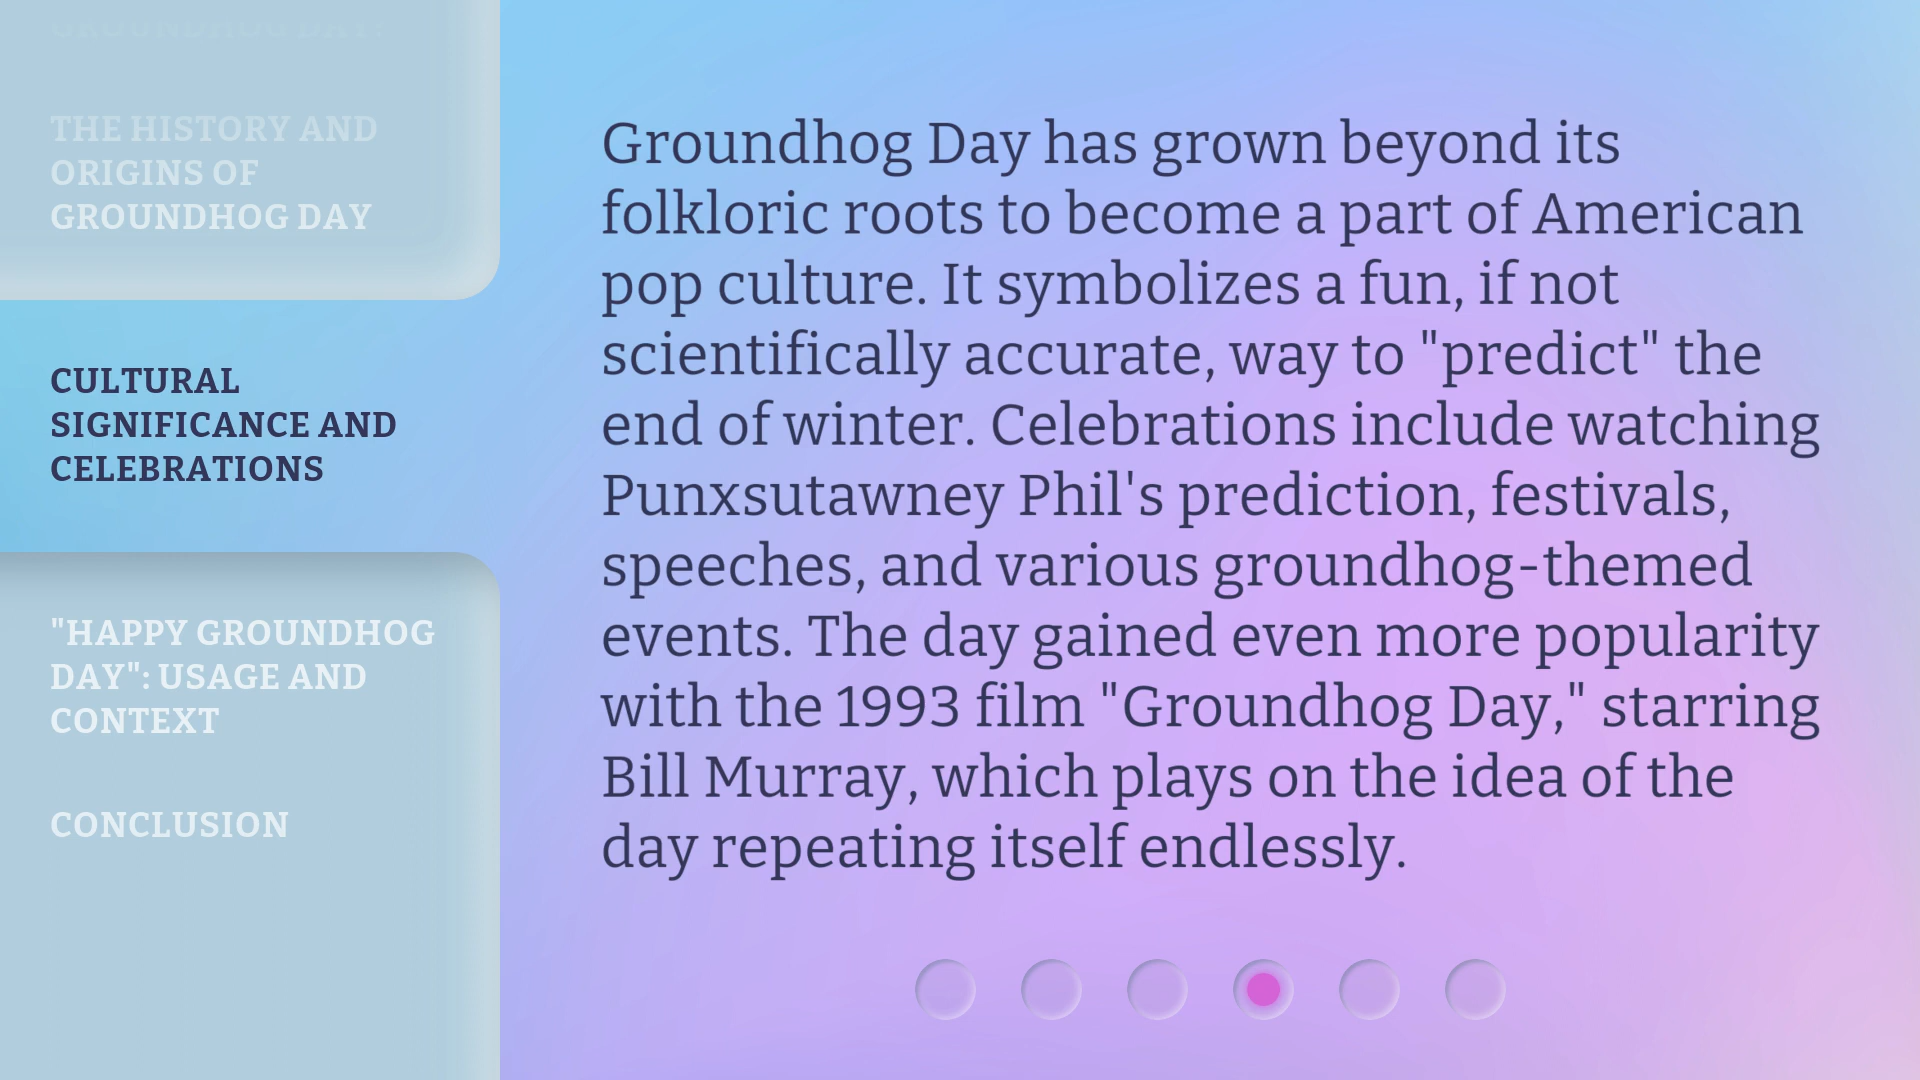 GROUNDHOG DAY?
THE HISTORY AND
ORIGINS OF
GROUNDHOG DAY
CULTURAL
SIGNIFICANCE AND
CELEBRATIONS
"HAPPY GROUNDHOG
DAY": USAGE AND
CONTEXT
CONCLUSION
Groundhog Day has grown beyond its
folkloric roots to become a part of American
pop culture. It symbolizes a fun, if not
scientifically accurate, way to "predict" the
end of winter. Celebrations include watching
Punxsutawney Phil's prediction, festivals,
speeches, and various groundhog-themed
events. The day gained even more popularity
with the 1993 film "Groundhog Day," starring
Bill Murray, which plays on the idea of the
day repeating itself endlessly.